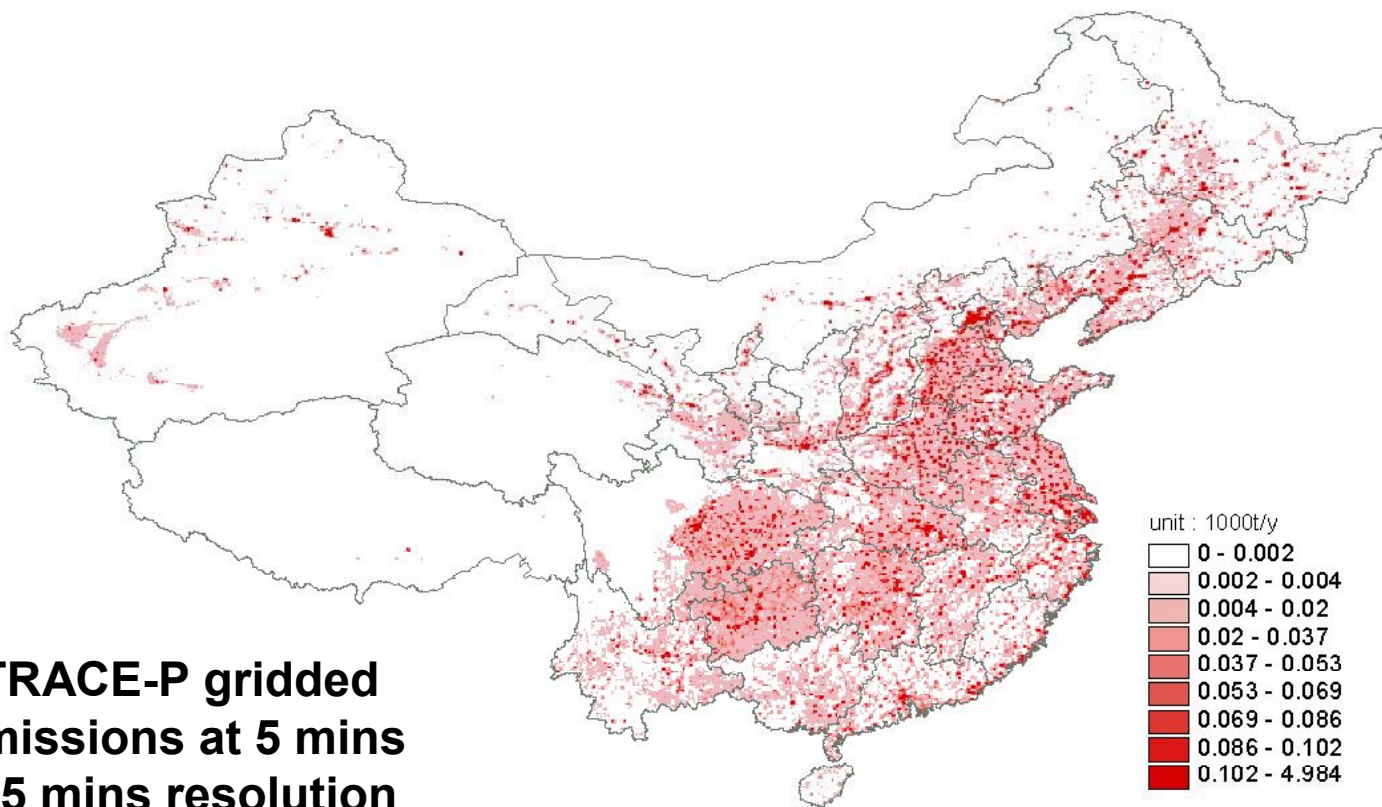 unit : 1000t/y
0 - 0.002
0.002 - 0.004
0.004 - 0.02
0.02 - 0.037
0.037 - 0.053
0.053 - 0.069
0.069 - 0.086
0.086 - 0.102
0.102 - 4.984
TRACE-P gridded
missions at 5 mins
5 mins resolution